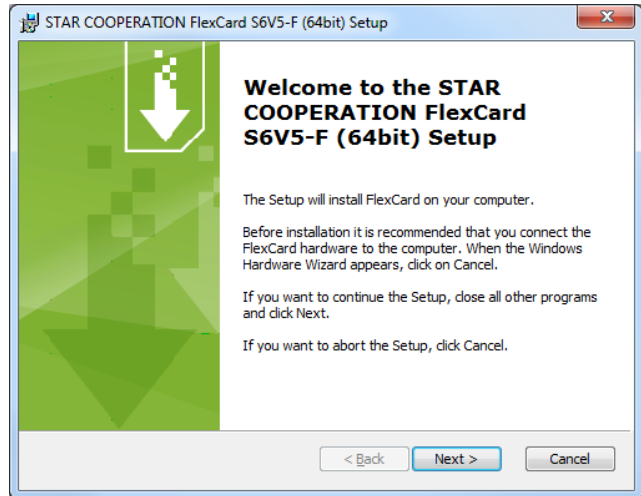 STAR COOPERATION FlexCard S6V5-F (64bit) Setup
Welcome to the STAR
COOPERATION FlexCard
S6V5-F (64bit) Setup
The Setup will install FlexCard on your computer.
Before installation it is recommended that you connect the
FlexCard hardware to the computer. When the Windows
Hardware Wizard appears, click on Cancel.
If you want to continue the Setup, close all other programs
and click Next.
If you want to abort the Setup, click Cancel.
< Back
Next >
Cancel